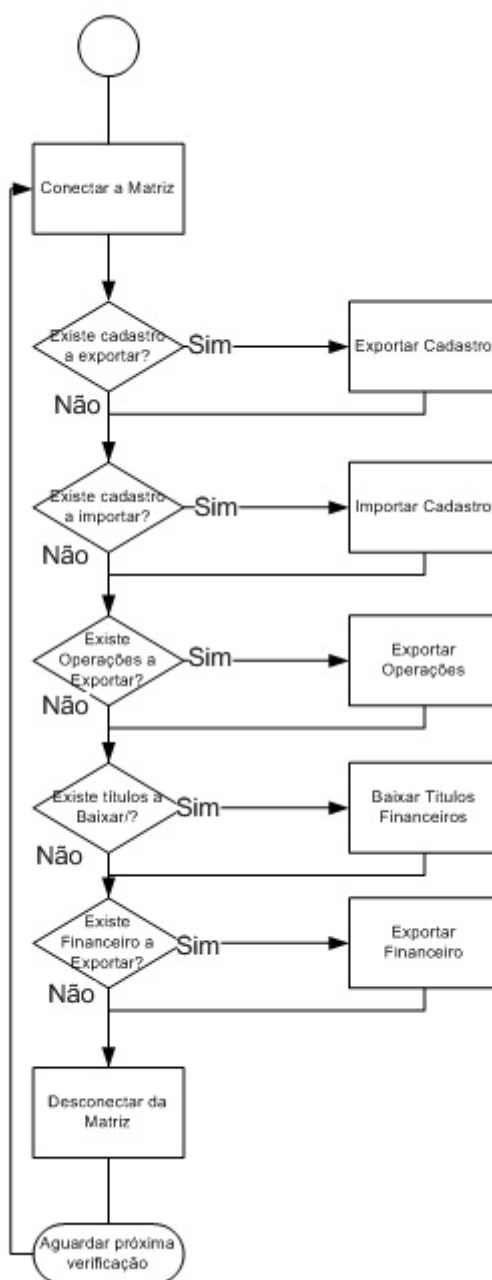 Conectar a Matriz
Existe cadastro
a exportar?
Sim
Exportar Cadastro
Não
Existe cadastro
a importar?
Sim
Importar Cadastro
Não
Existe
Operações a
Exportar?
Sim
Exportar
Operações
Não
Existe títulos a
Baixar/?
Sim
Baixar Titulos
Financeiros
Não
Existe
Financeiro a
Exportar?
Sim
Exportar
Financeiro
Não
Desconectar da
Matriz
Aguardar próxima
verificação